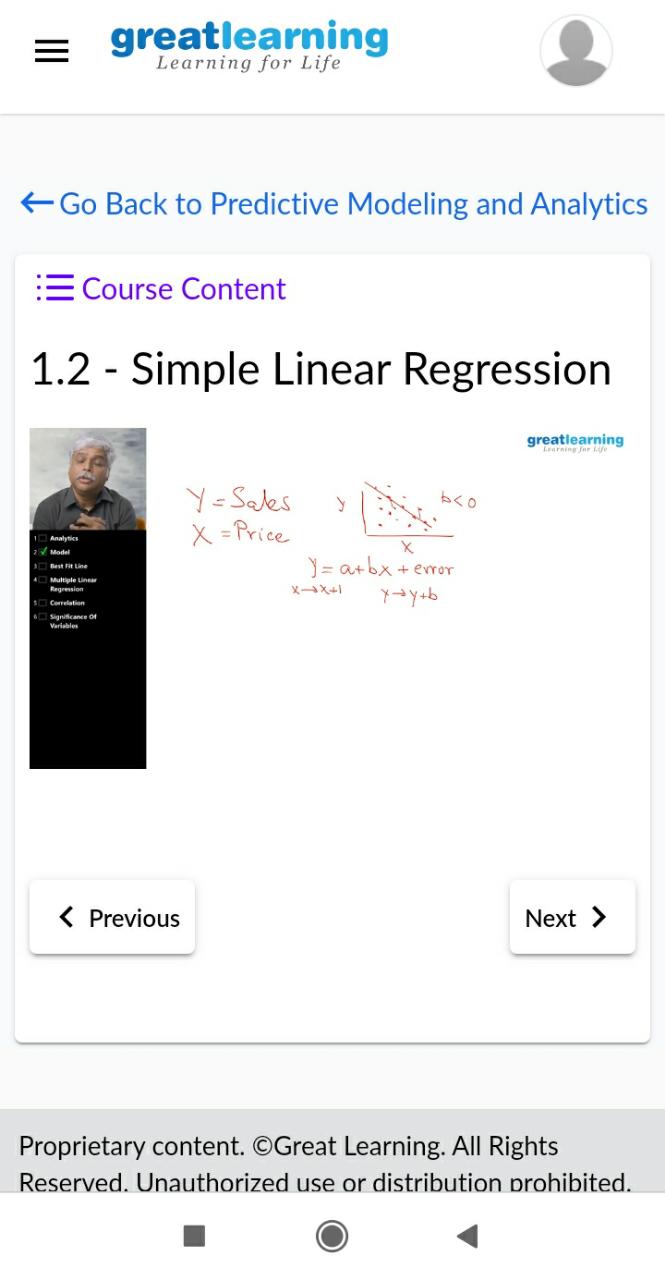 greatlearning
Learning for Life
Go Back to Predictive Modeling and Analytics
Course Content
1.2 - Simple Linear Regression
greatlearning
Learning for Life
1 Analytics
2 Model
3 Best Fit Line
4 Multiple Linear
Regression
5 Correlation
6 Significance Of
Variables
Y = Sales
X = Price
y
b<0
x
y = a+bx + error
x→x+1 y→y+b
Previous
Next
Proprietary content. ©Great Learning. All Rights
Reserved. Unauthorized use or distribution prohibited.